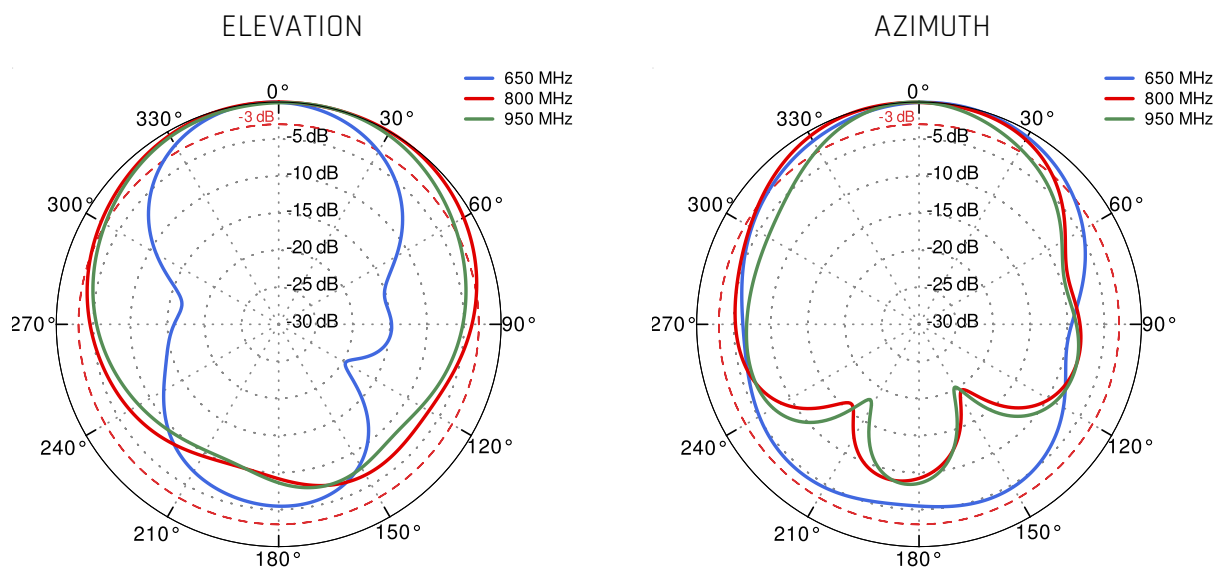 ELEVATION
650 MHz
800 MHz
950 MHz
0°
330°
-3 dB
30°
-5 dB
-10 dB
300°
60°
-15 dB
-20 dB
-25 dB
270°
-30 dB
90°
240°
120°
210°
150°
180°
AZIMUTH
650 MHz
800 MHz
950 MHz
0°
330°
-3 dB
30°
-5 dB
-10 dB
300°
60°
-15 dB
-20 dB
-25 dB
270°
-30 dB
90°
240°
120°
210°
150°
180°